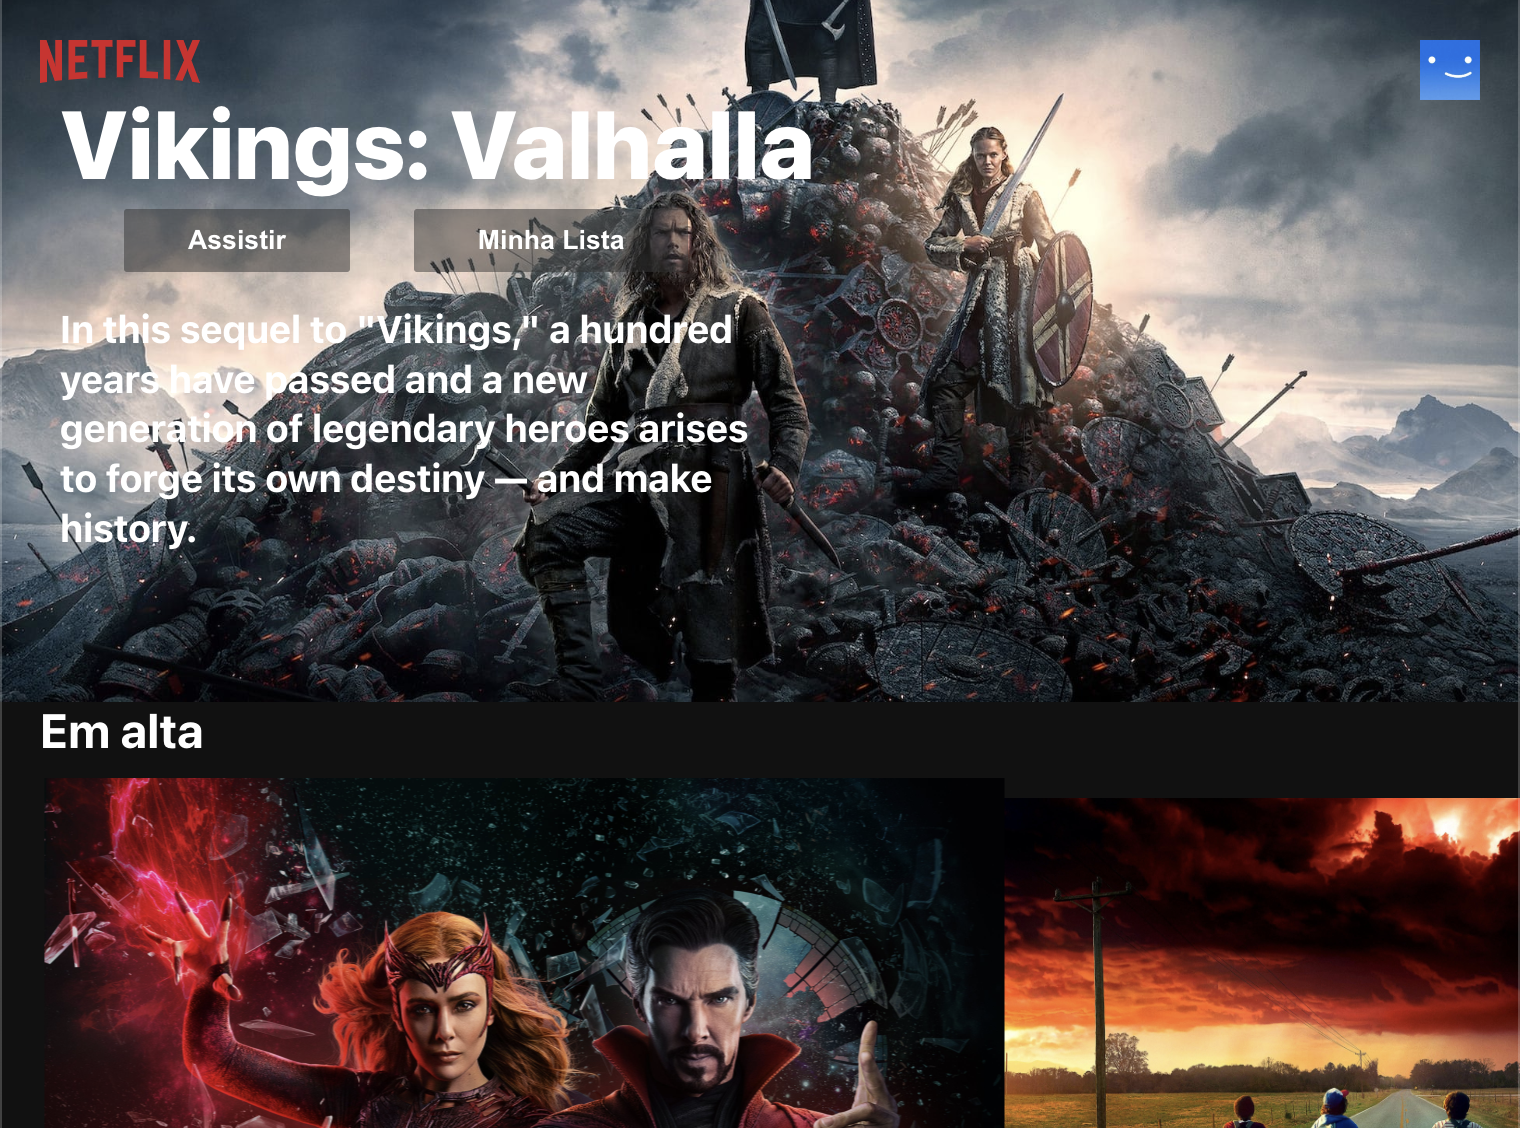 NETFLIX
Vikings: Valhalla
Assistir
Minha Lista
In this sequel to "Vikings," a hundred
years have passed and a new
generation of legendary heroes arises
to forge its own destiny — and make
history.
Em alta